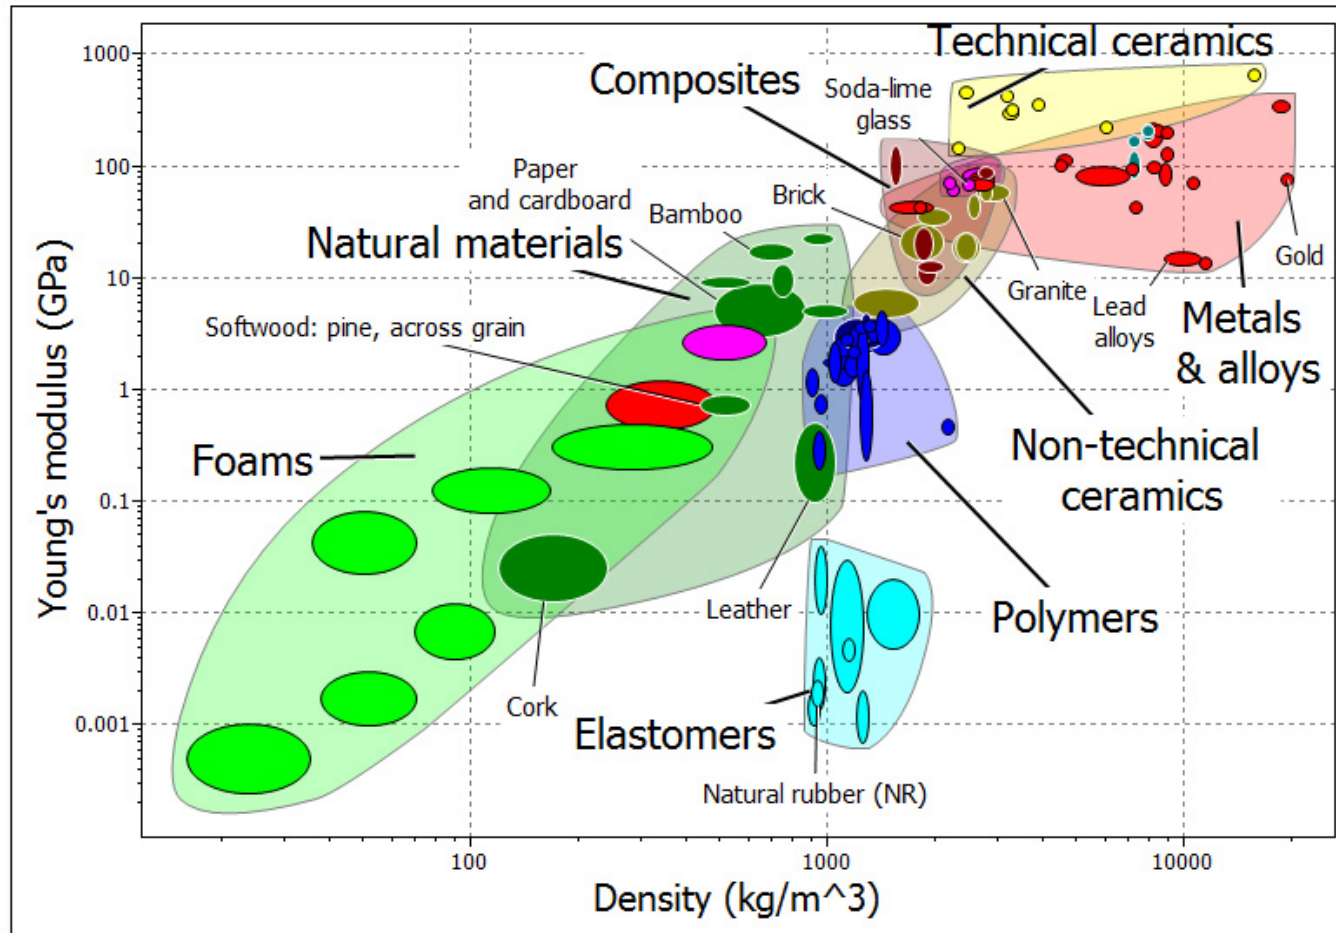 Technical ceramics
Composites
Soda-lime
glass
Paper
and cardboard
Bamboo
Brick
Natural materials
Granite
Gold
Lead
alloys
Metals
& alloys
Softwood: pine, across grain
Foams
Non-technical
ceramics
Leather
Polymers
Cork
Elastomers
Natural rubber (NR)
Young's modulus (GPa)
1000
100
10
1
0.1
0.01
0.001
100
1000
10000
Density (kg/m^3)